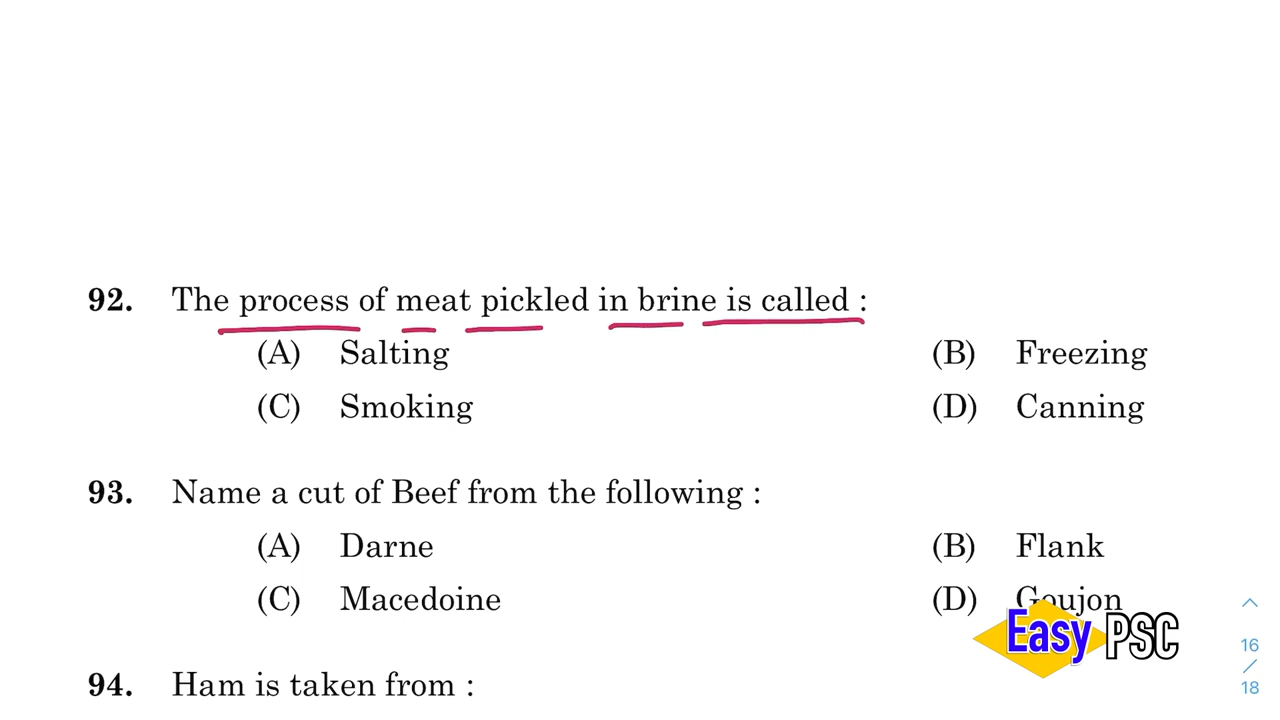 92. The process of meat pickled in brine is called :
(A) Salting (B) Freezing
(C) Smoking (D) Canning
93. Name a cut of Beef from the following :
(A) Darne (B) Flank
(C) Macedoine (D) Goujon
Easy PSC
94. Ham is taken from :
16
/
18